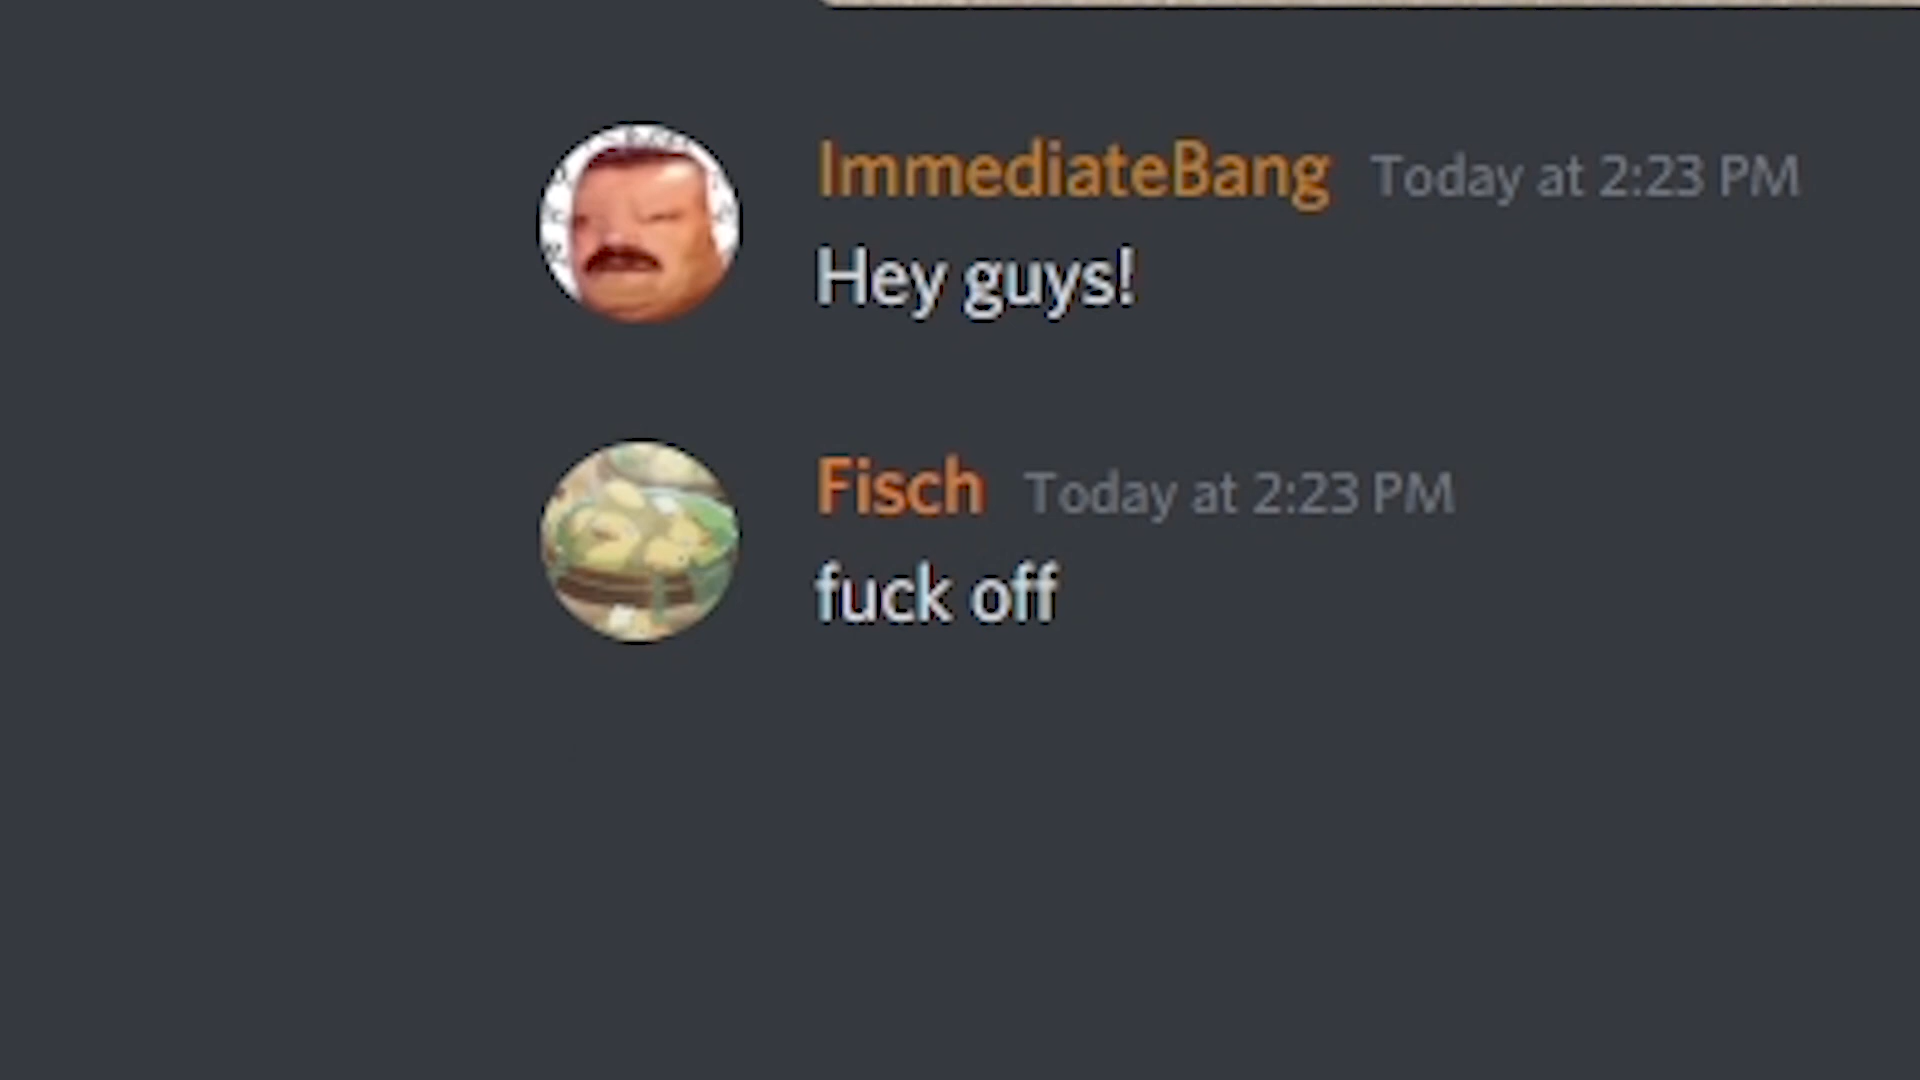 ImmediateBang Today at 2:23 PM
Hey guys!
Fisch Today at 2:23 PM
fuck off